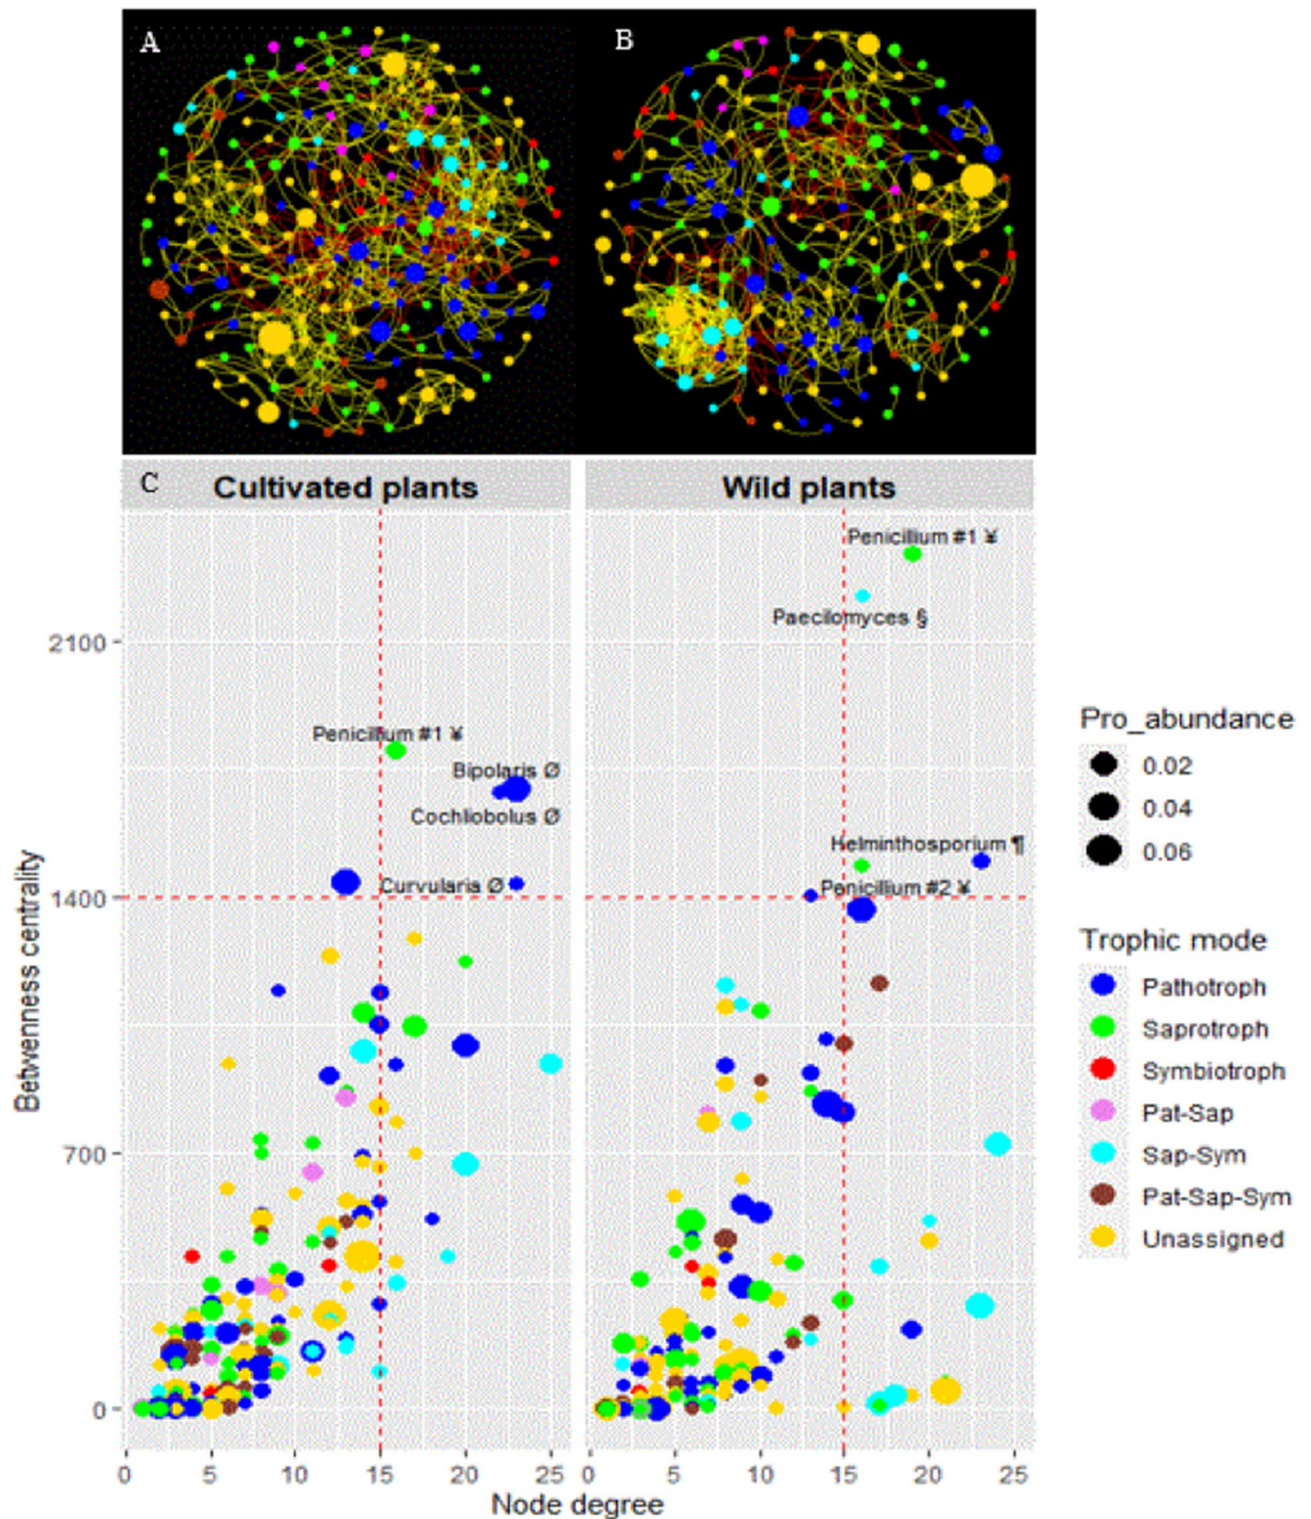 A
B
C
Cultivated plants
Wild plants
Penicillium #1 ¥
Paecilomyces §
Penicillium #1 ¥
Bipolaris Ø
Cochliobolus Ø
Helminthosporium ¶
Curvularia Ø
Penicillium #2 ¥
2100
1400
700
0
Betwenness centrality
0 5 10 15 20 25
0 5 10 15 20 25
Node degree
Pro_abundance
0.02
0.04
0.06
Trophic mode
Pathotroph
Saprotroph
Symbiotroph
Pat-Sap
Sap-Sym
Pat-Sap-Sym
Unassigned